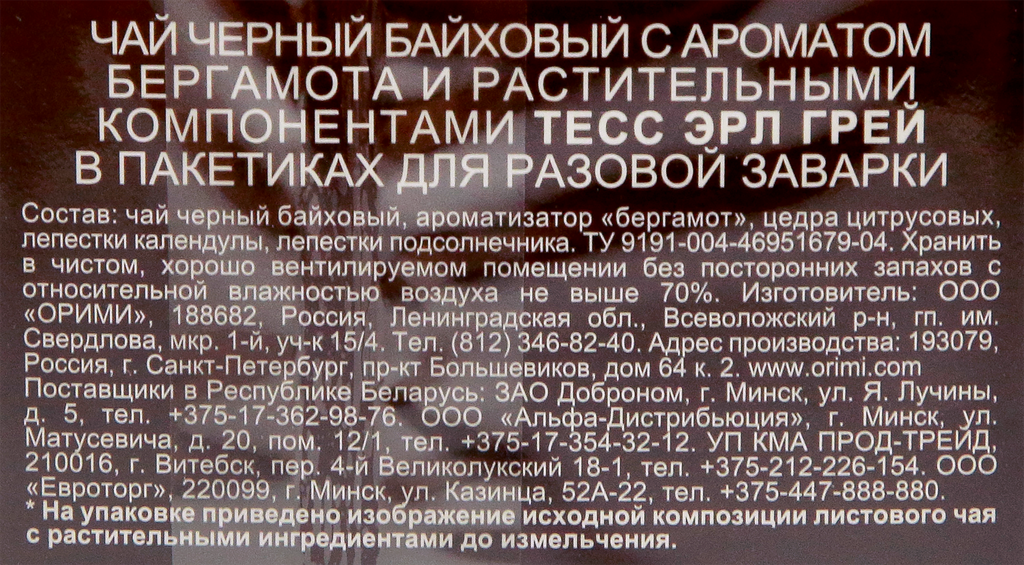 ЧАЙ ЧЕРНЫЙ БАЙХОВЫЙ С АРОМАТОМ
БЕРГАМОТА И РАСТИТЕЛЬНЫМИ
КОМПОНЕНТАМИ ТЕСС ЭРЛ ГРЕЙ
В ПАКЕТИКАХ ДЛЯ РАЗОВОЙ ЗАВАРКИ
Состав: чай черный байховый, ароматизатор «бергамот», цедра цитрусовых,
лепестки календулы, лепестки подсолнечника. ТУ 9191-004-46951679-04. Хранить
в чистом, хорошо вентилируемом помещении без посторонних запахов с
относительной влажностью воздуха не выше 70%. Изготовитель: ООО
«ОРИМИ», 188682, Россия, Ленинградская обл., Всеволожский р-н, гп. им.
Свердлова, мкр. 1-й, уч-к 15/4. Тел. (812) 346-82-40. Адрес производства: 193079,
Россия, г. Санкт-Петербург, пр-кт Большевиков, дом 64 к. 2. www.orimi.com
Поставщики в Республике Беларусь: ЗАО Доброном, г. Минск, ул. Я. Лучины,
д. 5, тел. +375-17-362-98-76. ООО «Альфа-Дистрибьюция», г. Минск, ул.
Матусевича, д. 20, пом. 12/1, тел. +375-17-354-32-12. УП КМА ПРОД-ТРЕЙД,
210016, г. Витебск, пер. 4-й Великолукский 18-1, тел. +375-212-226-154. ООО
«Евроторг», 220099, г. Минск, ул. Казинца, 52А-22, тел. +375-447-888-880.
* На упаковке приведено изображение исходной композиции листового чая
с растительными ингредиентами до измельчения.